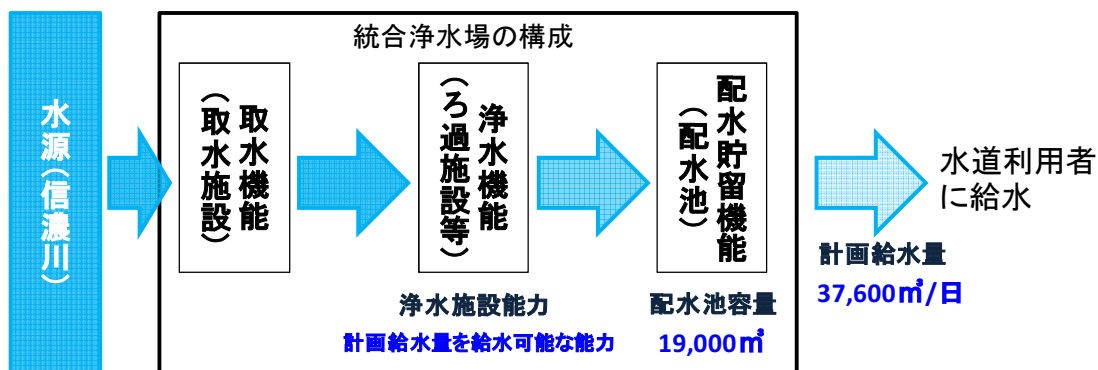 統合浄水場の構成
水源(信濃川)
取水機能
(取水施設)
浄水機能
(ろ過施設等)
配水貯留機能
(配水池)
水道利用者
に給水
計画給水量
37,600㎥/日
浄水施設能力
計画給水量を給水可能な能力
配水池容量
19,000㎥